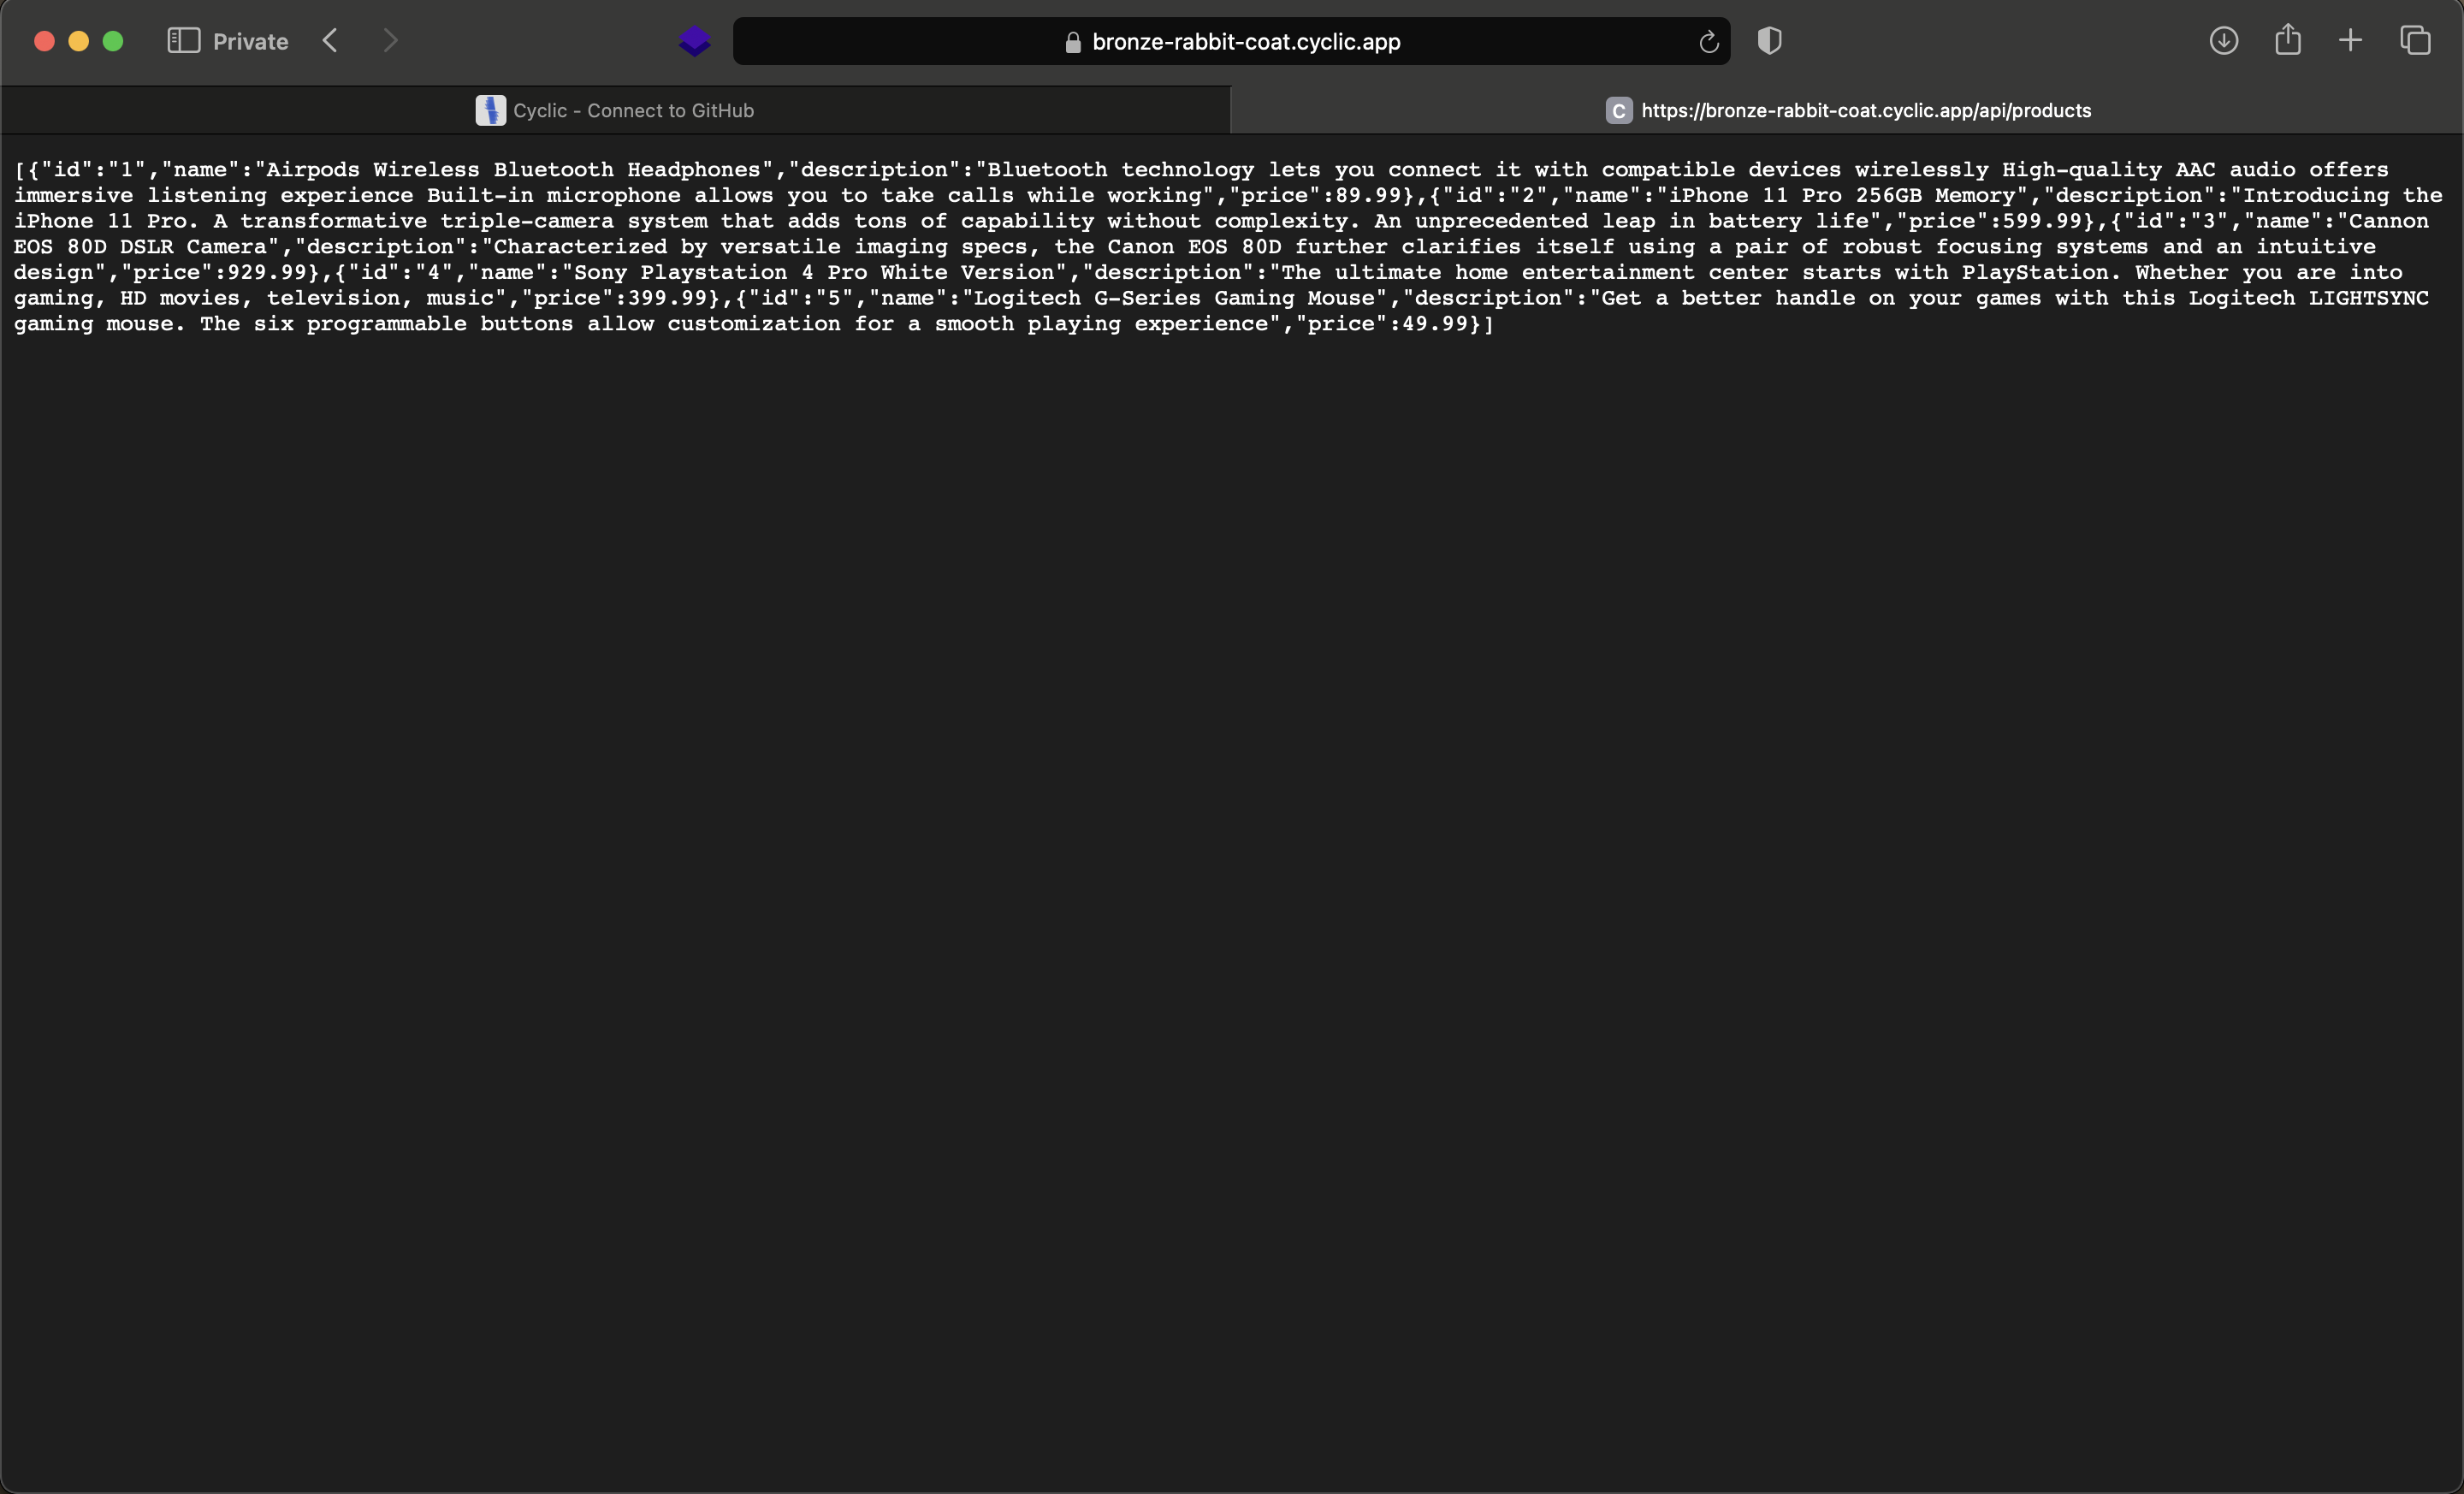 Private
bronze-rabbit-coat.cyclic.app
Cyclic - Connect to GitHub
C https://bronze-rabbit-coat.cyclic.app/api/products
[{"id":"1","name":"Airpods Wireless Bluetooth Headphones","description":"Bluetooth technology lets you connect it with compatible devices wirelessly High-quality AAC audio offers
immersive listening experience Built-in microphone allows you to take calls while working","price":89.99},{"id":"2","name":"iPhone 11 Pro 256GB Memory","description":"Introducing the
iPhone 11 Pro. A transformative triple-camera system that adds tons of capability without complexity. An unprecedented leap in battery life","price":599.99},{"id":"3","name":"Cannon
EOS 80D DSLR Camera","description":"Characterized by versatile imaging specs, the Canon EOS 80D further clarifies itself using a pair of robust focusing systems and an intuitive
design","price":929.99},{"id":"4","name":"Sony Playstation 4 Pro White Version","description":"The ultimate home entertainment center starts with PlayStation. Whether you are into
gaming, HD movies, television, music","price":399.99},{"id":"5","name":"Logitech G-Series Gaming Mouse","description":"Get a better handle on your games with this Logitech LIGHTSYNC
gaming mouse. The six programmable buttons allow customization for a smooth playing experience","price":49.99}]